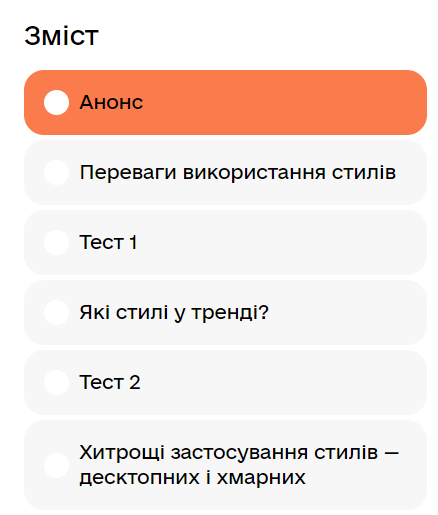 Зміст
Анонс
Переваги використання стилів
Тест 1
Які стилі у тренді?
Тест 2
Хитрощі застосування стилів —
десктопних і хмарних